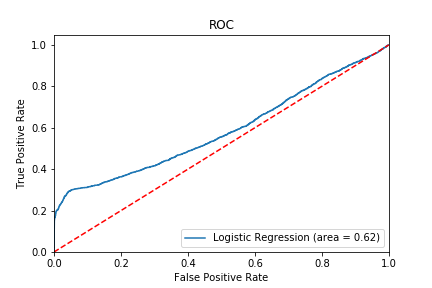 ROC
True Positive Rate
1.0
0.8
0.6
0.4
0.2
0.0
Logistic Regression (area = 0.62)
0.0 0.2 0.4 0.6 0.8 1.0
False Positive Rate